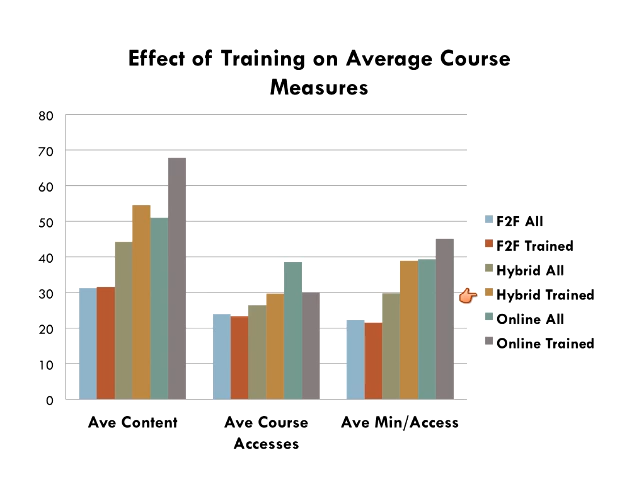 Effect of Training on Average Course
Measures
80
70
60
50
40
30
20
10
0
Ave Content
Ave Course
Accesses
Ave Min/Access
F2F All
F2F Trained
Hybrid All
Hybrid Trained
Online All
Online Trained